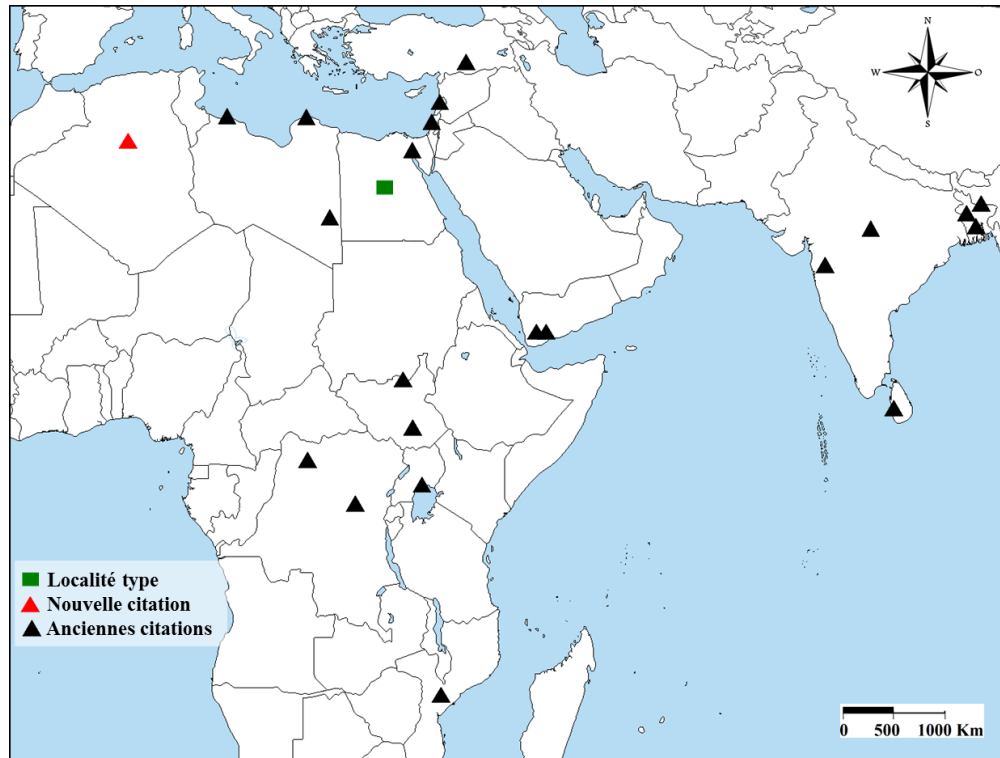 N
W O
S
Localité type
Nouvelle citation
Anciennes citations
0 500 1000 Km